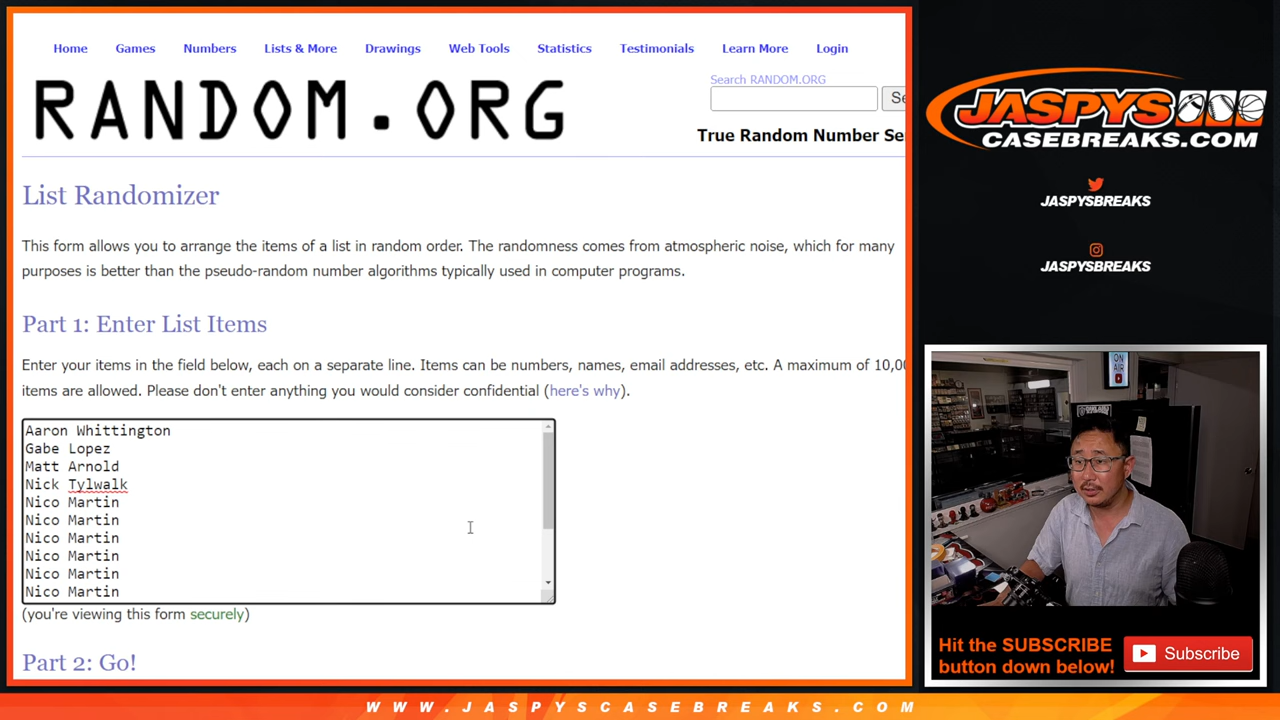 Home Games Numbers Lists & More Drawings Web Tools Statistics Testimonials Learn More Login
RANDOM.ORG
Search RANDOM.ORG
Se
True Random Number Se
List Randomizer
This form allows you to arrange the items of a list in random order. The randomness comes from atmospheric noise, which for many
purposes is better than the pseudo-random number algorithms typically used in computer programs.
Part 1: Enter List Items
Enter your items in the field below, each on a separate line. Items can be numbers, names, email addresses, etc. A maximum of 10,00
items are allowed. Please don't enter anything you would consider confidential (here's why).
Aaron Whittington
Gabe Lopez
Matt Arnold
Nick Tylwalk
Nico Martin
Nico Martin
Nico Martin
Nico Martin
Nico Martin
Nico Martin
(you're viewing this form securely)
Part 2: Go!
JASPYS
CASEBREAKS.COM
JASPYSBREAKS
JASPYSBREAKS
ON
AIR
Hit the SUBSCRIBE
button down below!
Subscribe
WWW.JASPYSCASEBREAKS.COM